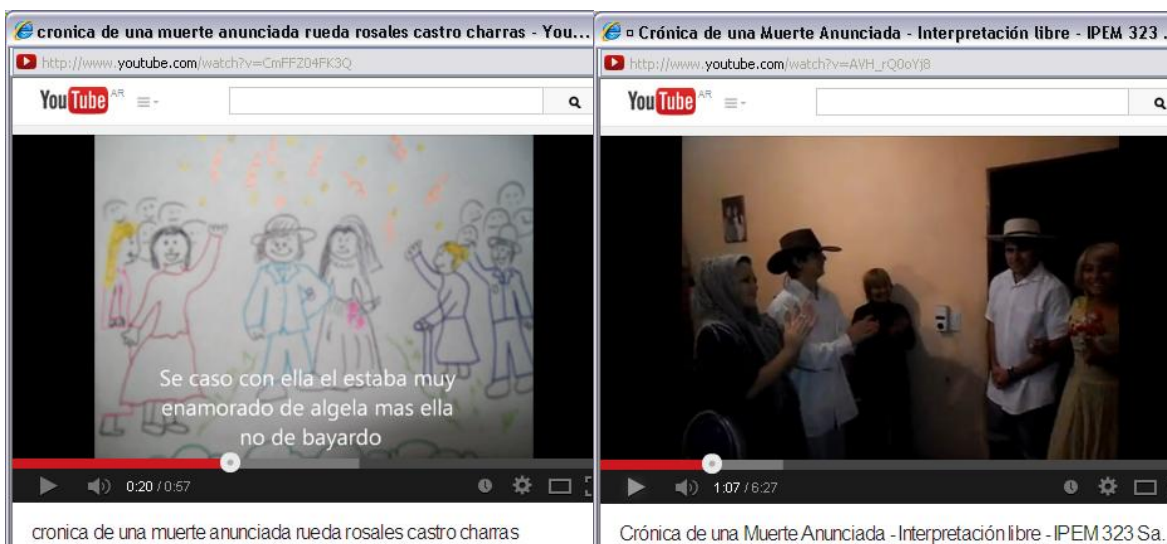 cronica de una muerte anunciada rueda rosales castro charras - You...
http://www.youtube.com/watch?v=CmFFZ04FK3Q
YouTube AR
Se caso con ella el estaba muy
enamorado de algela mas ella
no de bayardo
0:20 / 0:57
cronica de una muerte anunciada rueda rosales castro charras
¤ Crónica de una Muerte Anunciada - Interpretación libre - IPEM 323 .
http://www.youtube.com/watch?v=AVH_rQ0oYj8
YouTube AR
1:07 / 6:27
Crónica de una Muerte Anunciada - Interpretación libre - IPEM 323 Sa.